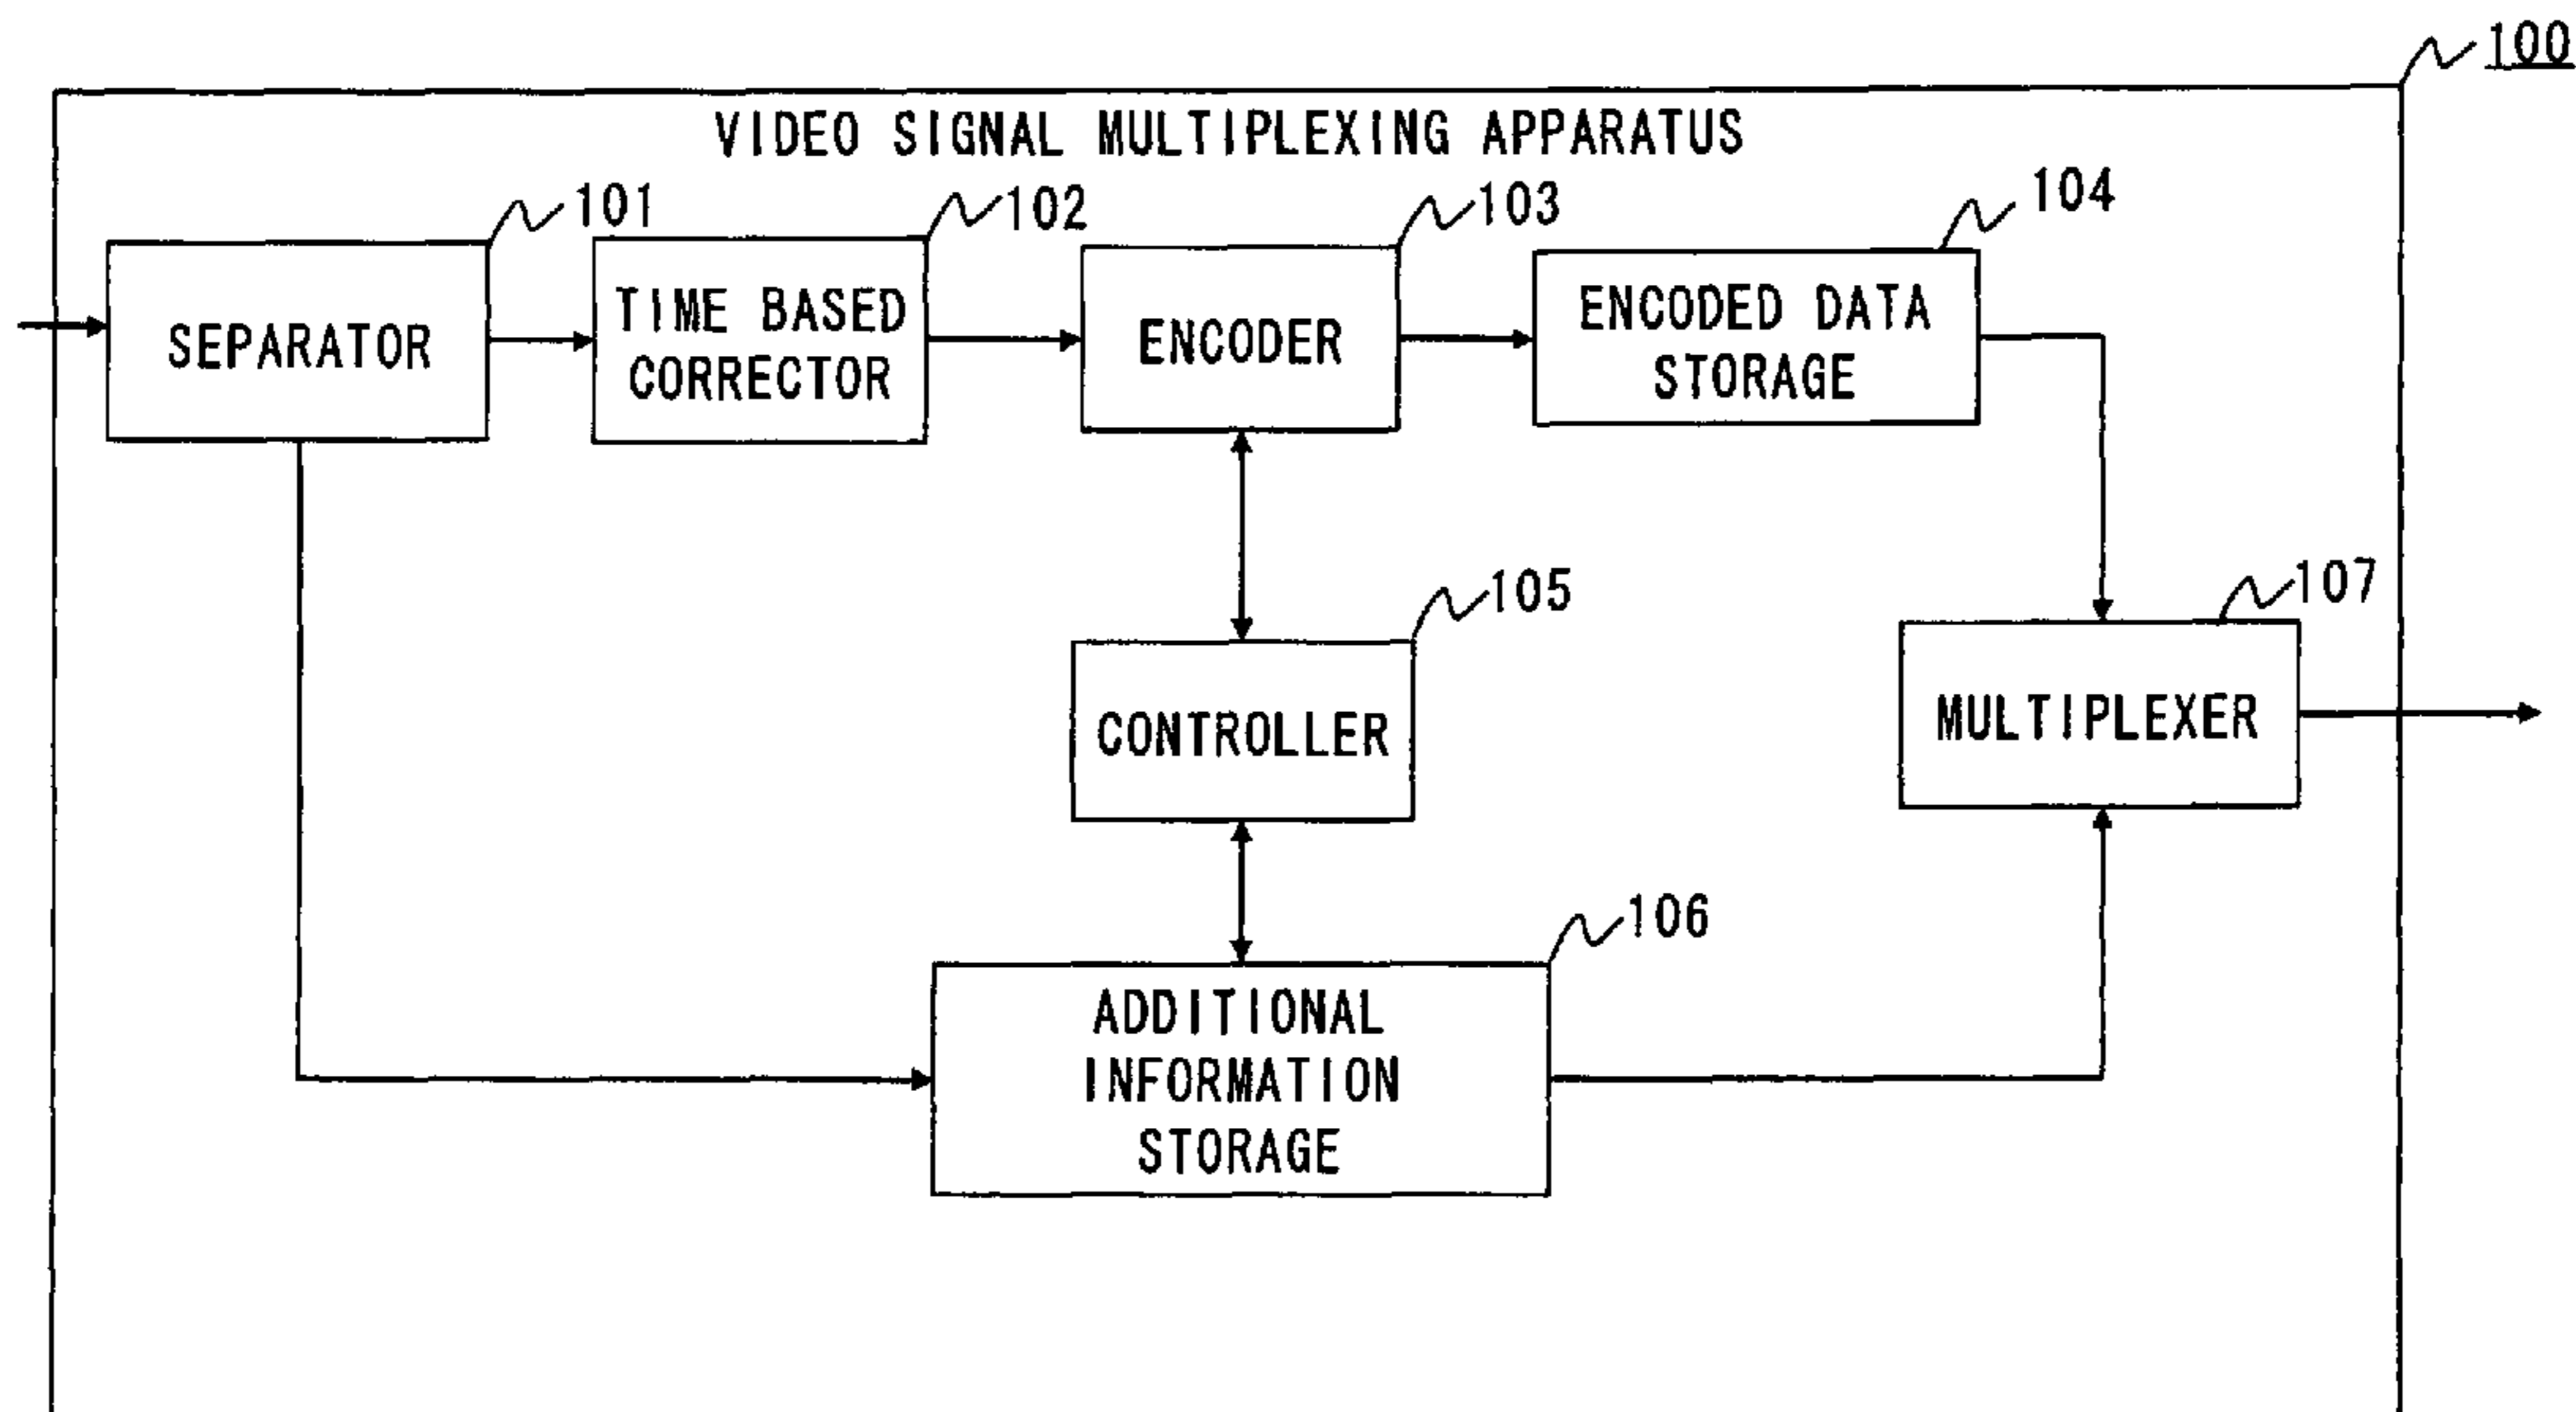 100
VIDEO SIGNAL MULTIPLEXING APPARATUS
101
102
103
104
SEPARATOR
TIME BASED
CORRECTOR
ENCODER
ENCODED DATA
STORAGE
105
107
CONTROLLER
MULTIPLEXER
106
ADDITIONAL
INFORMATION
STORAGE